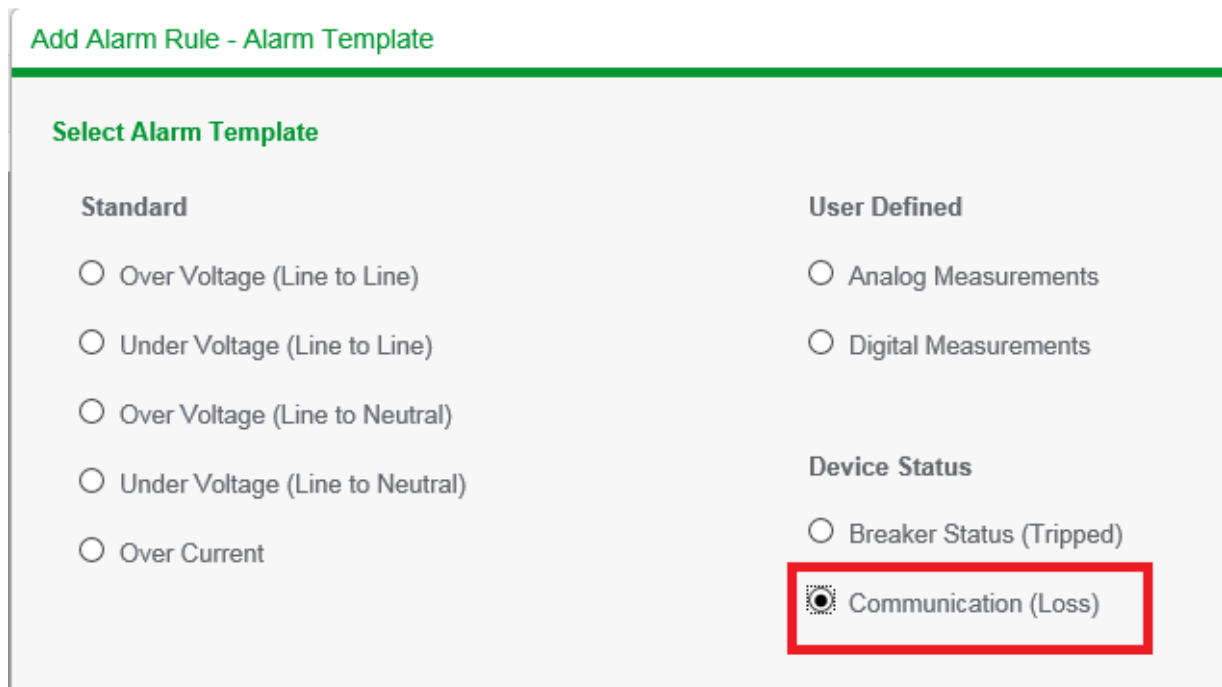 Add Alarm Rule - Alarm Template
Select Alarm Template
Standard
Over Voltage (Line to Line)
Under Voltage (Line to Line)
Over Voltage (Line to Neutral)
Under Voltage (Line to Neutral)
Over Current
User Defined
Analog Measurements
Digital Measurements
Device Status
Breaker Status (Tripped)
Communication (Loss)